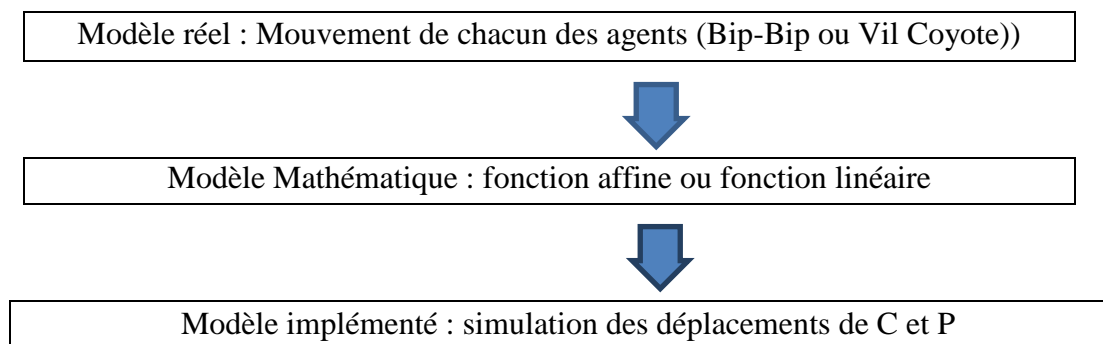 Modèle réel : Mouvement de chacun des agents (Bip-Bip ou Vil Coyote))
Modèle Mathématique : fonction affine ou fonction linéaire
Modèle implémenté : simulation des déplacements de C et P